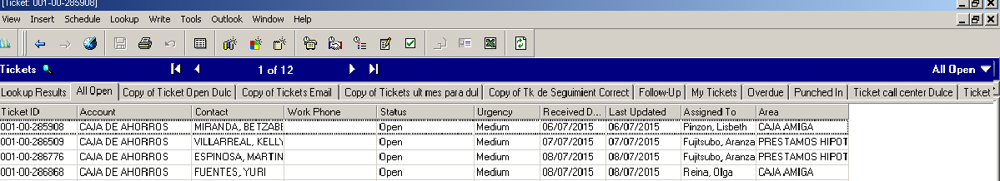 [Ticket: 001-00-285908]
View Insert Schedule Lookup Write Tools Outlook Window Help
Tickets 1 of 12 All Open
Lookup Results All Open Copy of Ticket Open Dulc Copy of Tickets Email Copy of Tickets ult mes para dul Copy of Tk de Seguimient Correct Follow-Up My Tickets Overdue Punched In Ticket call center Dulce Ticket
Ticket ID Account Contact Work Phone Status Urgency Received D... Last Updated Assigned To Area
001-00-285908 CAJA DE AHORROS MIRANDA, BETZABE Open Medium 06/07/2015 06/07/2015 Pinzon, Lisbeth CAJA AMIGA
001-00-286509 CAJA DE AHORROS VILLARREAL, KELLY Open Medium 07/07/2015 07/07/2015 Fujitsubo, Aranza PRESTAMOS HIPOT
001-00-286776 CAJA DE AHORROS ESPINOSA, MARTIN Open Medium 08/07/2015 08/07/2015 Fujitsubo, Aranza PRESTAMOS HIPOT
001-00-286868 CAJA DE AHORROS FUENTES, YURI Open Medium 08/07/2015 08/07/2015 Reina, Olga CAJA AMIGA